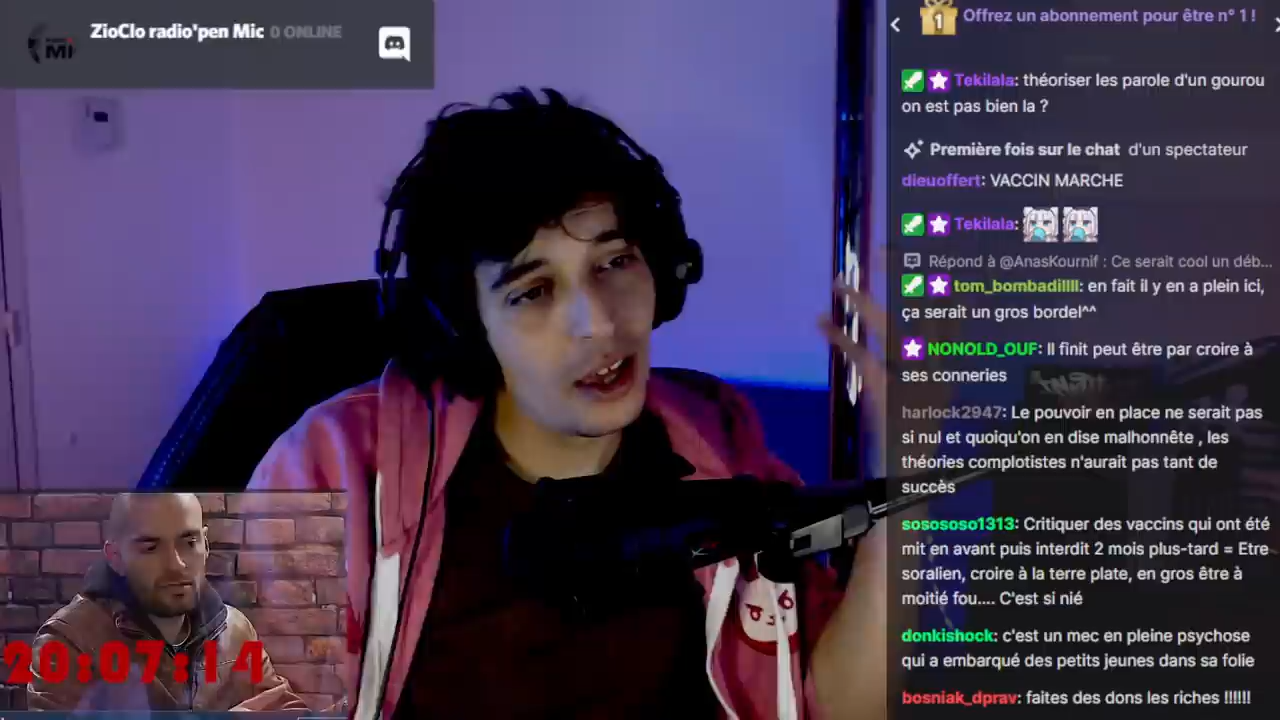 ZioClo radio'pen Mic 0 ONLINE
MI
20:07:14
1 Offrez un abonnement pour être n° 1 !
Tekilala: théoriser les parole d'un gourou
on est pas bien la ?
Première fois sur le chat d'un spectateur
dieuoffert: VACCIN MARCHE
Tekilala:
Répond à @AnasKournif : Ce serait cool un déb...
tom_bombadilllll: en fait il y en a plein ici,
ça serait un gros bordel^^
NONOLD_OUF: Il finit peut être par croire à
ses conneries
harlock2947: Le pouvoir en place ne serait pas
si nul et quoiqu'on en dise malhonnête , les
théories complotistes n'aurait pas tant de
succès
sosososo1313: Critiquer des vaccins qui ont été
mit en avant puis interdit 2 mois plus-tard = Etre
soralien, croire à la terre plate, en gros être à
moitié fou.... C'est si nié
donkishock: c'est un mec en pleine psychose
qui a embarqué des petits jeunes dans sa folie
bosniak_dprav: faites des dons les riches !!!!!!